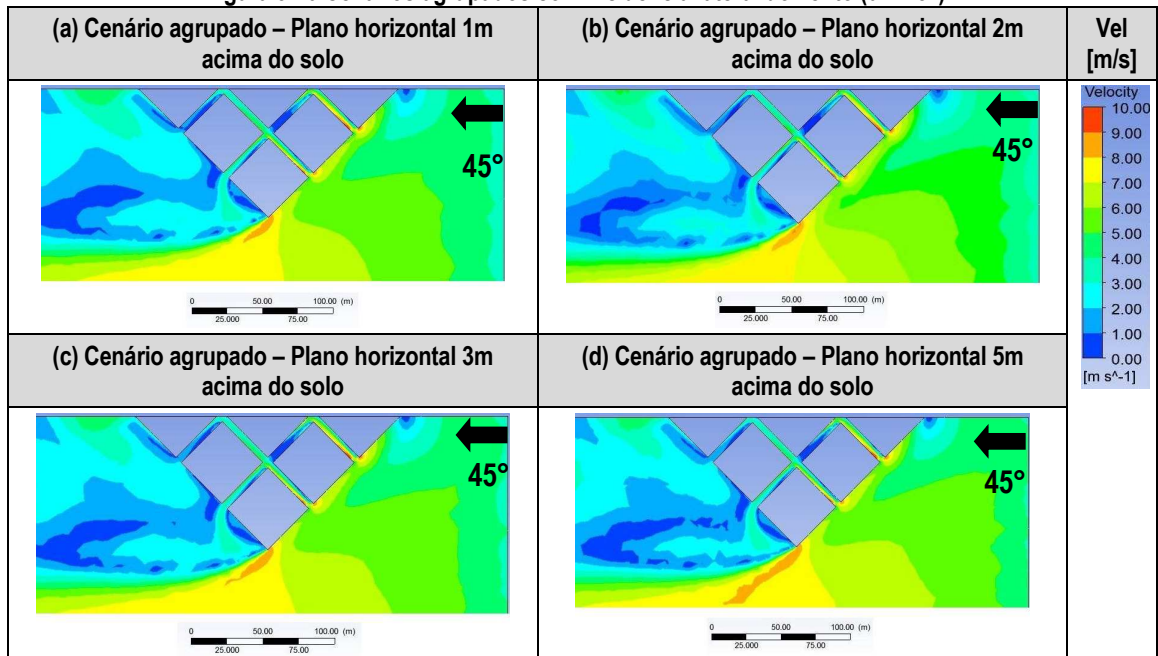 (a) Cenário agrupado – Plano horizontal 1m
acima do solo
(b) Cenário agrupado – Plano horizontal 2m
acima do solo
Vel
[m/s]
45°
0 50.00 100.00 (m)
25.000 75.00
45°
0 50.00 100.00 (m)
25.000 75.00
Velocity
10.00
9.00
8.00
7.00
6.00
5.00
4.00
3.00
2.00
1.00
0.00
[m s^-1]
(c) Cenário agrupado – Plano horizontal 3m
acima do solo
(d) Cenário agrupado – Plano horizontal 5m
acima do solo
45°
0 50.00 100.00 (m)
25.000 75.00
45°
0 50.00 100.00 (m)
25.000 75.00